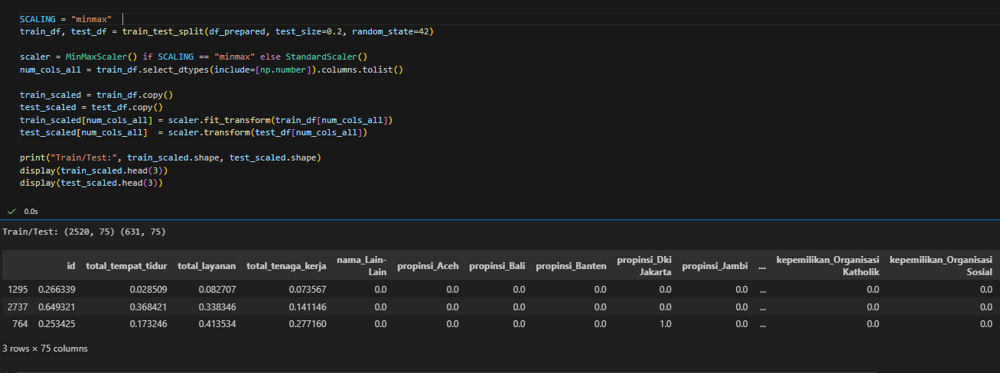 SCALING = "minmax"
train_df, test_df = train_test_split(df_prepared, test_size=0.2, random_state=42)
scaler = MinMaxScaler() if SCALING == "minmax" else StandardScaler()
num_cols_all = train_df.select_dtypes(include=[np.number]).columns.tolist()
train_scaled = train_df.copy()
test_scaled = test_df.copy()
train_scaled[num_cols_all] = scaler.fit_transform(train_df[num_cols_all])
test_scaled[num_cols_all]  = scaler.transform(test_df[num_cols_all])
print("Train/Test:", train_scaled.shape, test_scaled.shape)
display(train_scaled.head(3))
display(test_scaled.head(3))
0.0s
Train/Test: (2520, 75) (631, 75)
id total_tempat_tidur total_layanan total_tenaga_kerja nama_Lain-Lain propinsi_Aceh propinsi_Bali propinsi_Banten propinsi_Dki Jakarta propinsi_Jambi ... kepemilikan_Organisasi Katholik kepemilikan_Organisasi Sosial
1295 0.266339 0.028509 0.082707 0.073567 0.0 0.0 0.0 0.0 0.0 0.0 ... 0.0 0.0
2737 0.649321 0.368421 0.338346 0.141146 0.0 0.0 0.0 0.0 0.0 0.0 ... 0.0 0.0
764 0.253425 0.173246 0.413534 0.277160 0.0 0.0 0.0 0.0 1.0 0.0 ... 0.0 0.0
3 rows × 75 columns